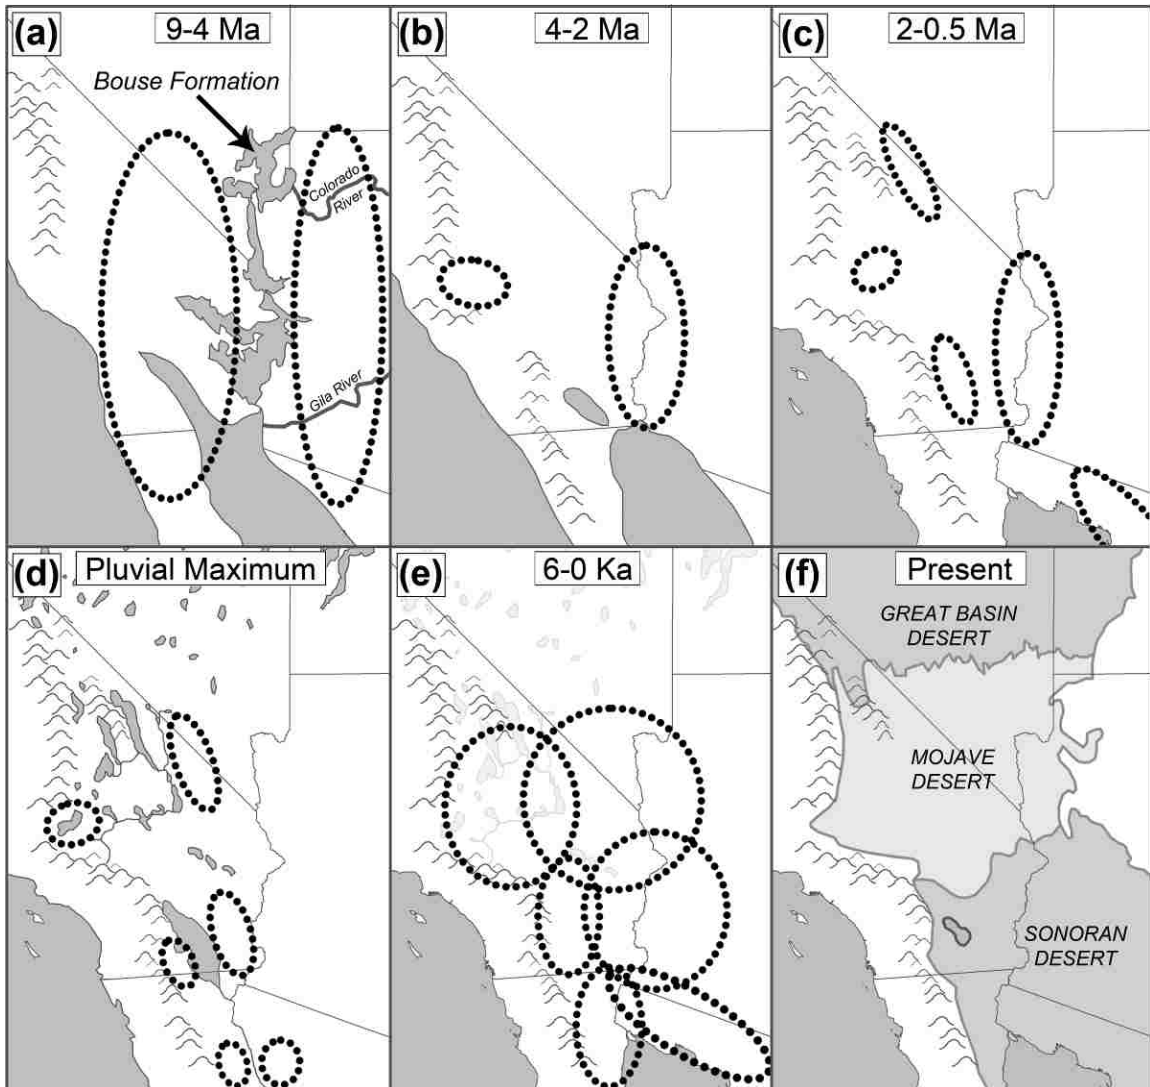 (a)
9-4 Ma
Bouse Formation
Colorado
River
Gila River
(b)
4-2 Ma
(c)
2-0.5 Ma
(d)
Pluvial Maximum
(e)
6-0 Ka
(f)
Present
GREAT BASIN
DESERT
MOJAVE
DESERT
SONORAN
DESERT